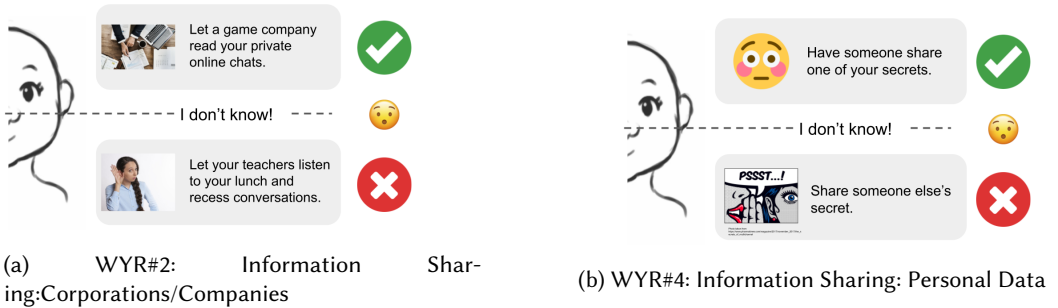 Let a game company
read your private
online chats.
I don't know!
Let your teachers listen
to your lunch and
recess conversations.
(a) WYR#2: Information Shar-
ing:Corporations/Companies
Have someone share
one of your secrets.
I don't know!
PSSST...!
Share someone else's
secret.
(b) WYR#4: Information Sharing: Personal Data